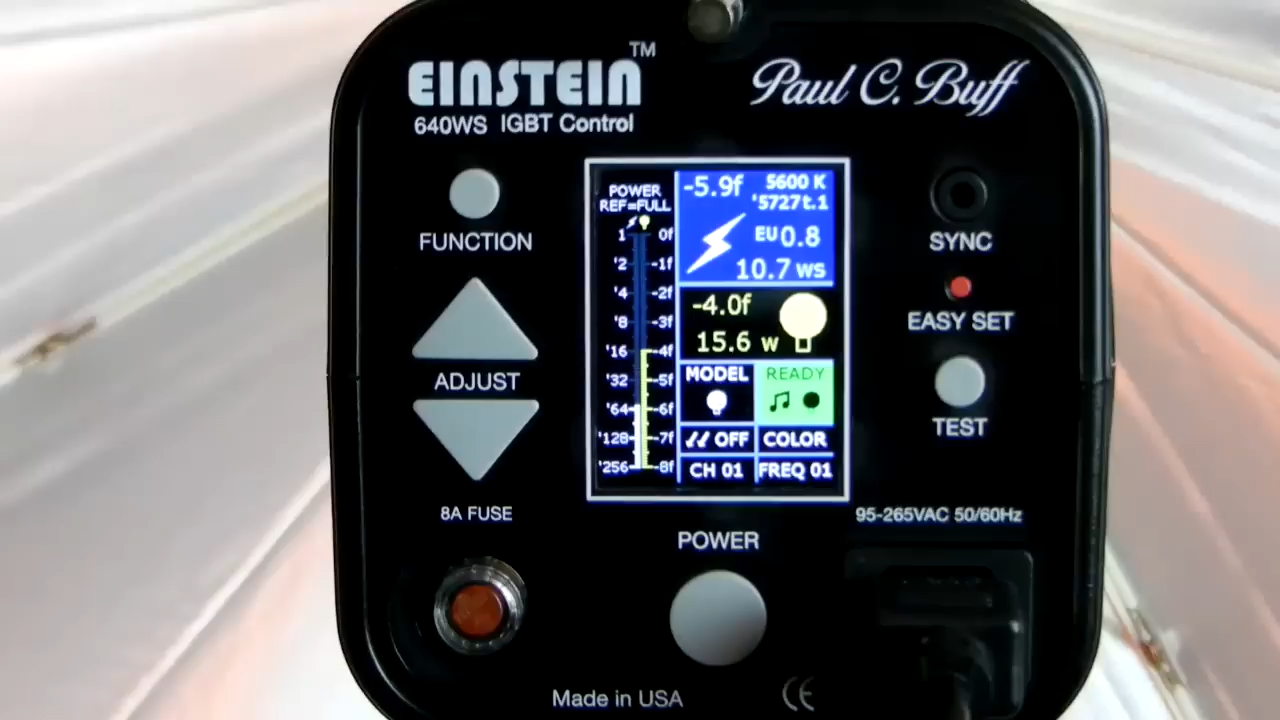 EINSTEIN™
640WS IGBT Control
Paul C. Buff
FUNCTION
ADJUST
8A FUSE
POWER
REF=FULL
1 0f
'2 -1f
'4 -2f
'8 -3f
'16 -4f
'32 -5f
'64 -6f
'128 -7f
'256 -8f
-5.9f
5600 K
'5727t.1
EU 0.8
10.7 WS
-4.0f
15.6 W
MODEL
READY
OFF
COLOR
CH 01
FREQ 01
SYNC
EASY SET
TEST
95-265VAC 50/60Hz
POWER
Made in USA
CE